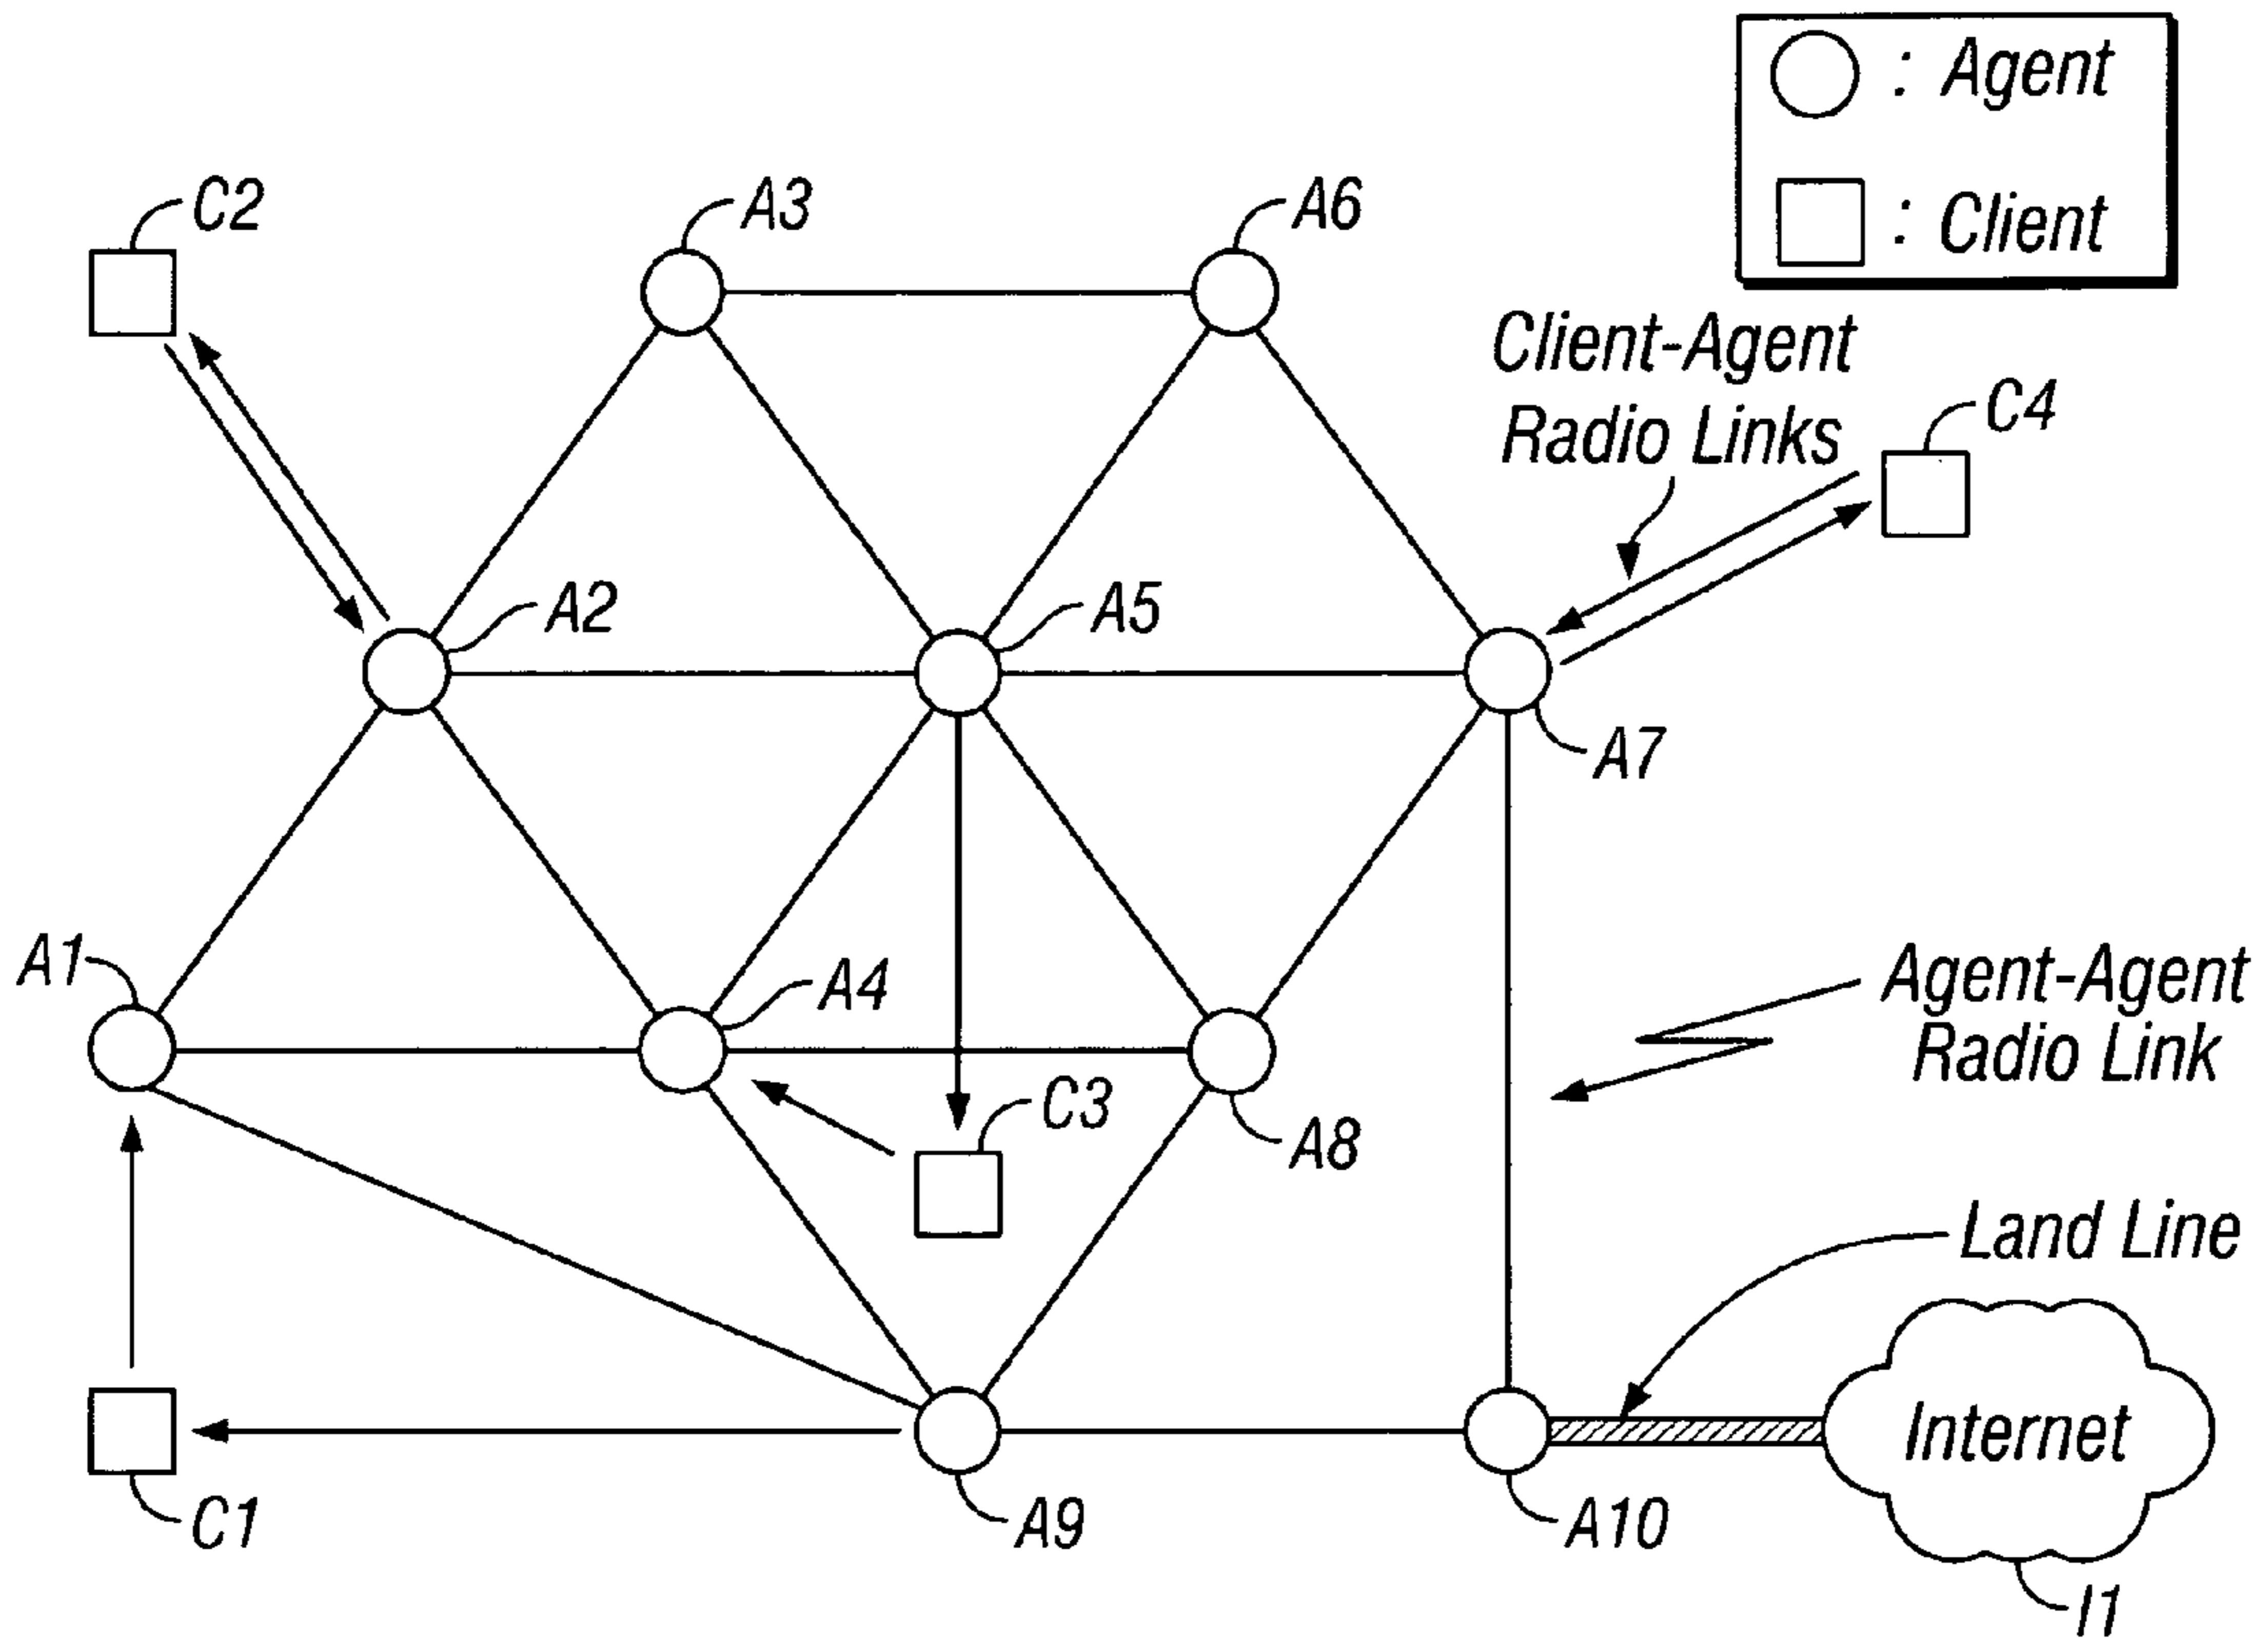 : Agent
: Client
C2
A3
A6
Client-Agent
Radio Links
C4
A2
A5
A7
A1
A4
Agent-Agent
Radio Link
C3
A8
Land Line
Internet
C1
A9
A10
I1